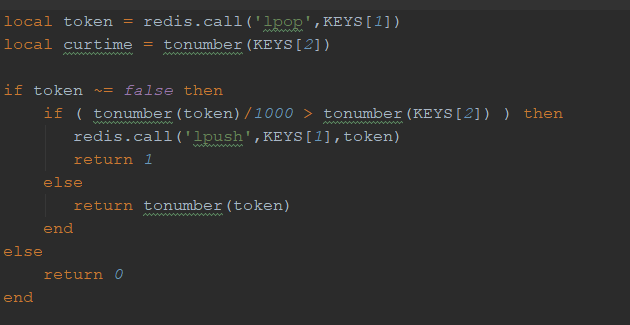 local token = redis.call('lpop',KEYS[1])
local curtime = tonumber(KEYS[2])
if token ~= false then
if ( tonumber(token)/1000 > tonumber(KEYS[2]) ) then
redis.call('lpush',KEYS[1],token)
return 1
else
return tonumber(token)
end
else
return 0
end